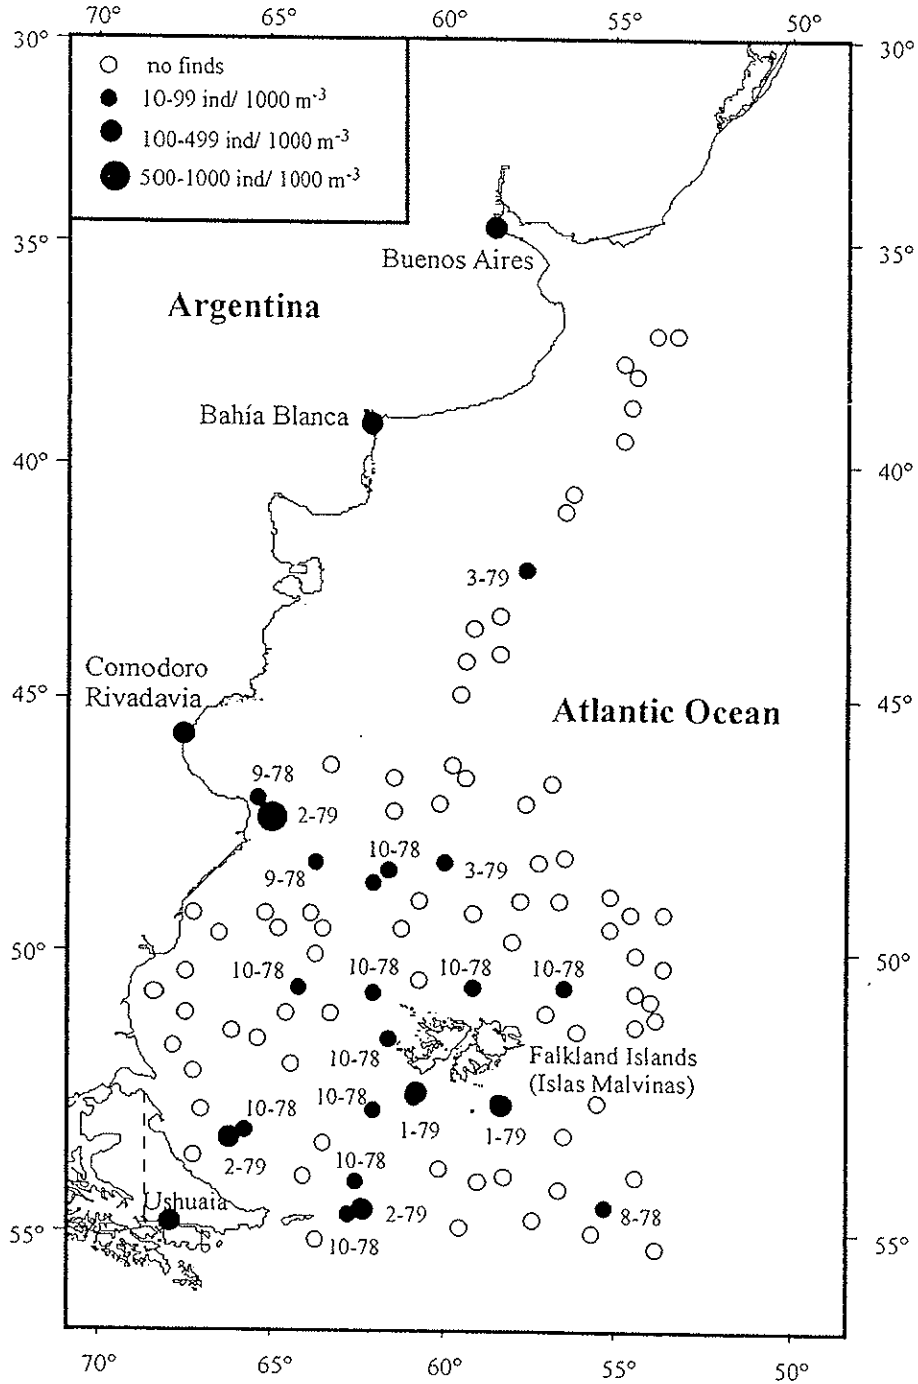 70° 65° 60° 55° 50°
30° 30°
no finds
10-99 ind/ 1000 m-3
100-499 ind/ 1000 m-3
500-1000 ind/ 1000 m-3
35° 35°
Buenos Aires
Argentina
Bahía Blanca
40° 40°
3-79
Comodoro
Rivadavia
45° 45°
Atlantic Ocean
9-78
2-79
10-78
9-78 3-79
50° 50°
10-78 10-78 10-78 10-78
10-78
Falkland Islands
(Islas Malvinas)
10-78 10-78
1-79 1-79
2-79 10-78
Ushuaia
2-79 8-78
55° 55°
10-78
70° 65° 60° 55° 50°